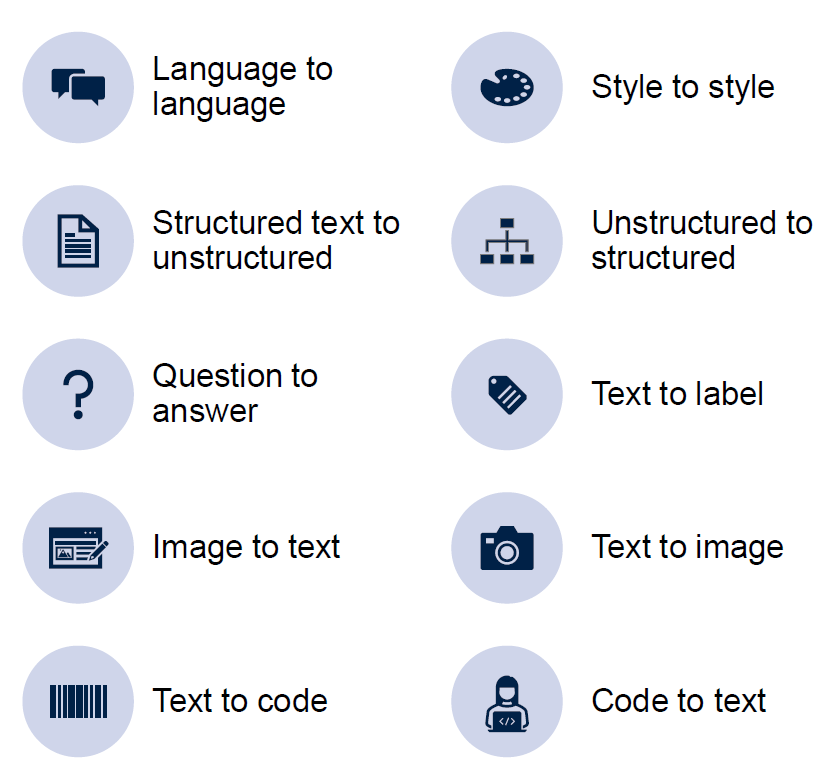 Language to
language
Style to style
Structured text to
unstructured
Unstructured to
structured
Question to
answer
Text to label
Image to text
Text to image
Text to code
Code to text